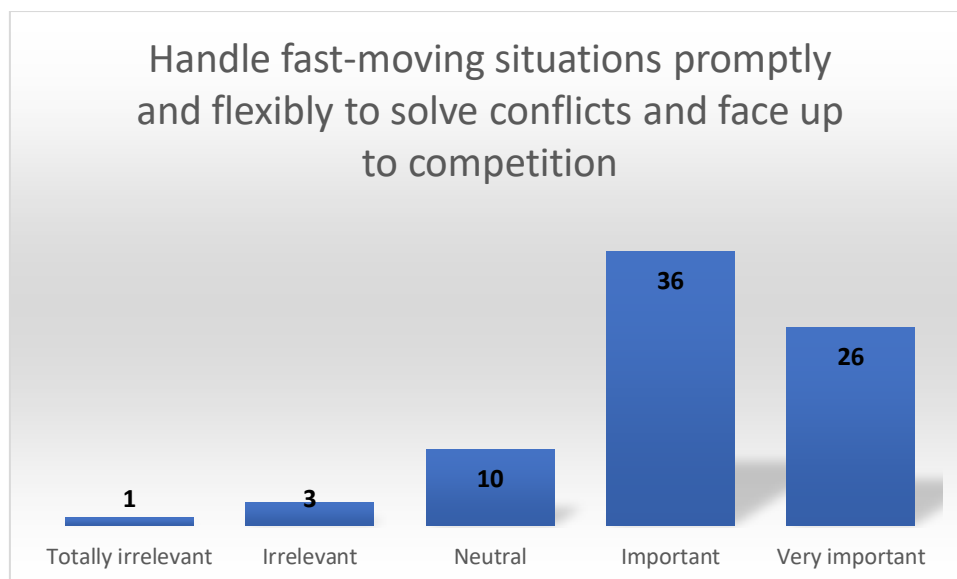 Handle fast-moving situations promptly
and flexibly to solve conflicts and face up
to competition
36
26
10
3
1
Totally irrelevant Irrelevant Neutral Important Very important